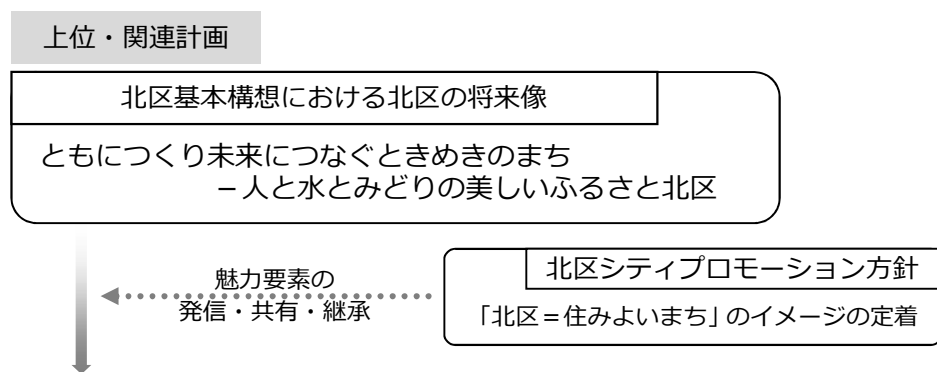 上位・関連計画
北区基本構想における北区の将来像
ともにつくり未来につなぐときめきのまち
－人と水とみどりの美しいふるさと北区
魅力要素の
発信・共有・継承
北区シティプロモーション方針
「北区＝住みよいまち」のイメージの定着